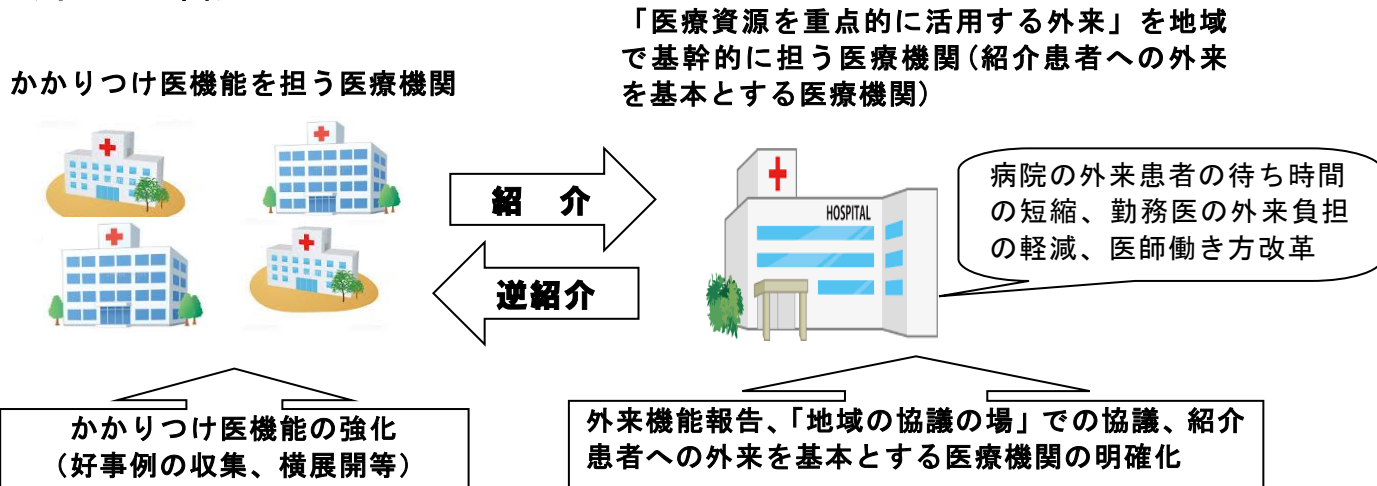 かかりつけ医機能を担う医療機関
「医療資源を重点的に活用する外来」を地域
で基幹的に担う医療機関(紹介患者への外来
を基本とする医療機関)
紹 介
逆紹介
HOSPITAL
病院の外来患者の待ち時間
の短縮、勤務医の外来負担
の軽減、医師働き方改革
かかりつけ医機能の強化
(好事例の収集、横展開等)
外来機能報告、「地域の協議の場」での協議、紹介
患者への外来を基本とする医療機関の明確化